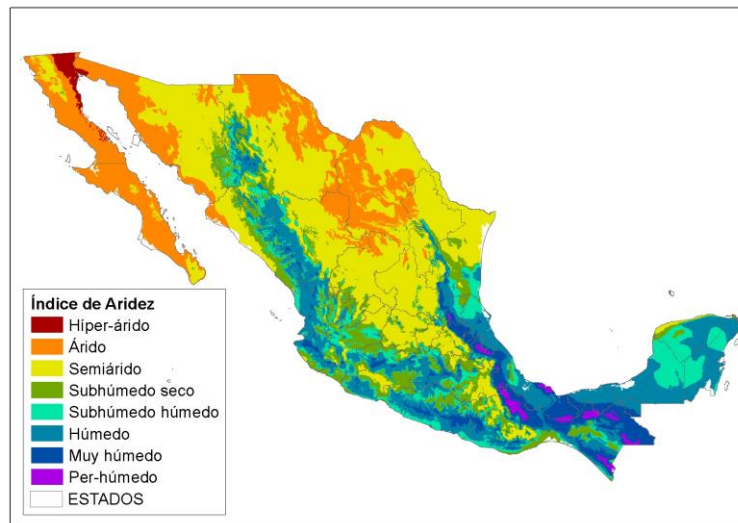 Índice de Aridez
Híper-árido
Árido
Semiárido
Subhúmedo seco
Subhúmedo húmedo
Húmedo
Muy húmedo
Per-húmedo
ESTADOS